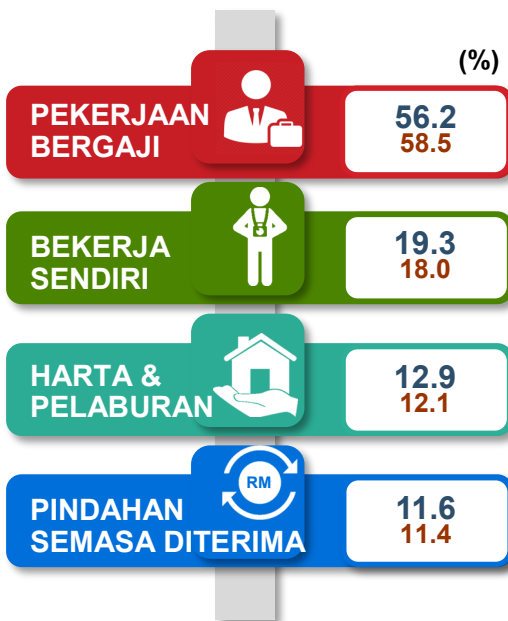 (%)
PEKERJAAN
BERGAJI
56.2
58.5
BEKERJA
SENDIRI
19.3
18.0
HARTA &
PELABURAN
12.9
12.1
RM
PINDAHAN
SEMASA DITERIMA
11.6
11.4